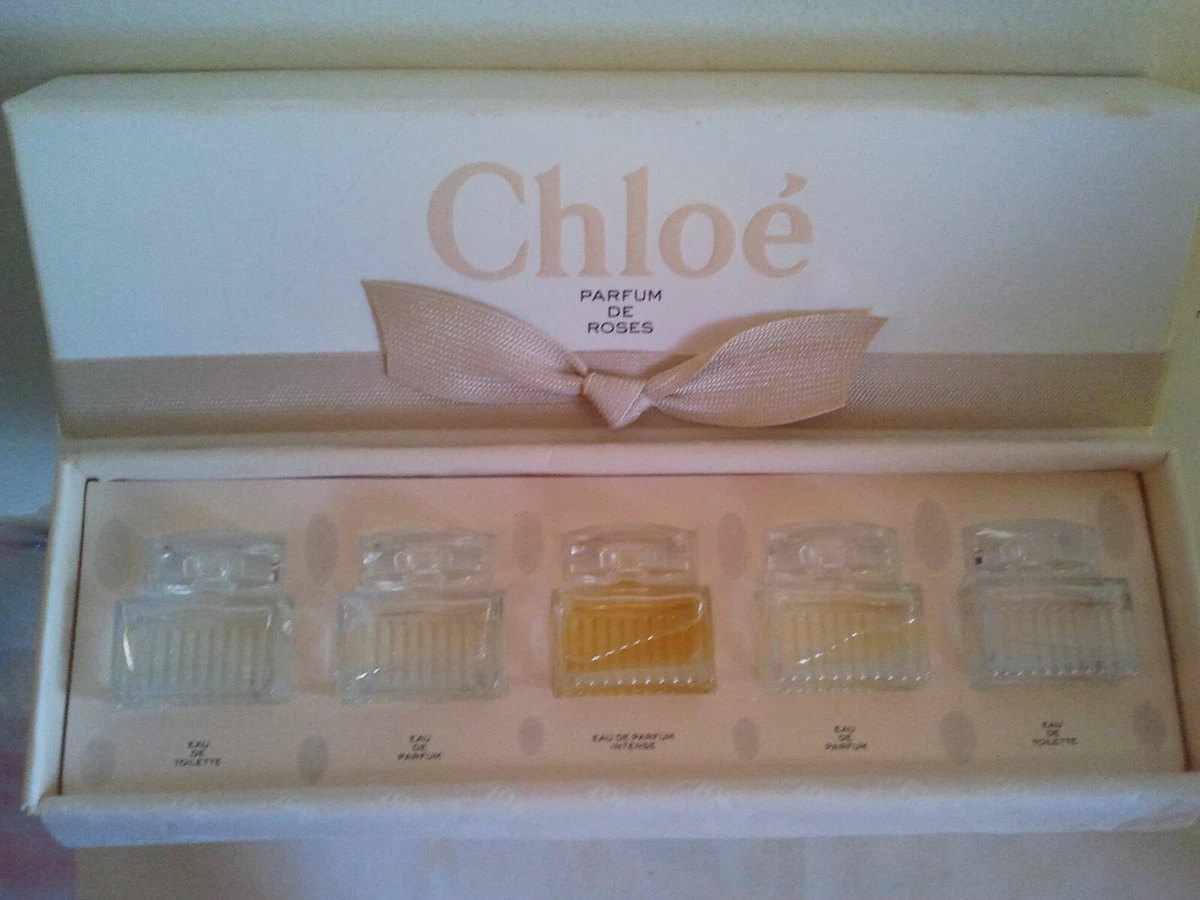 Chloé
PARFUM
DE
ROSES
EAU
DE
TOILETTE
EAU
DE
PARFUM
EAU DE PARFUM
INTENSE
EAU
DE
PARFUM
EAU
DE
TOILETTE